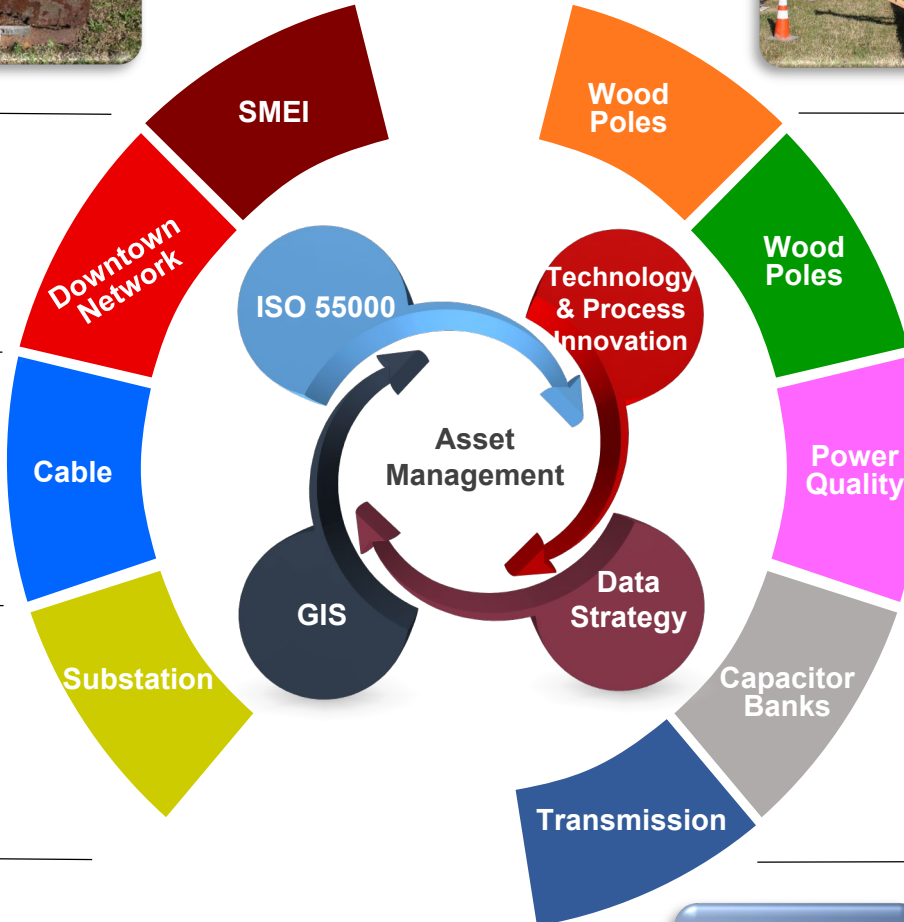 SMEI
Wood
Poles
Downtown
Network
Wood
Poles
ISO 55000
Technology
& Process
Innovation
Asset
Management
Cable
Power
Quality
GIS
Data
Strategy
Substation
Capacitor
Banks
Transmission